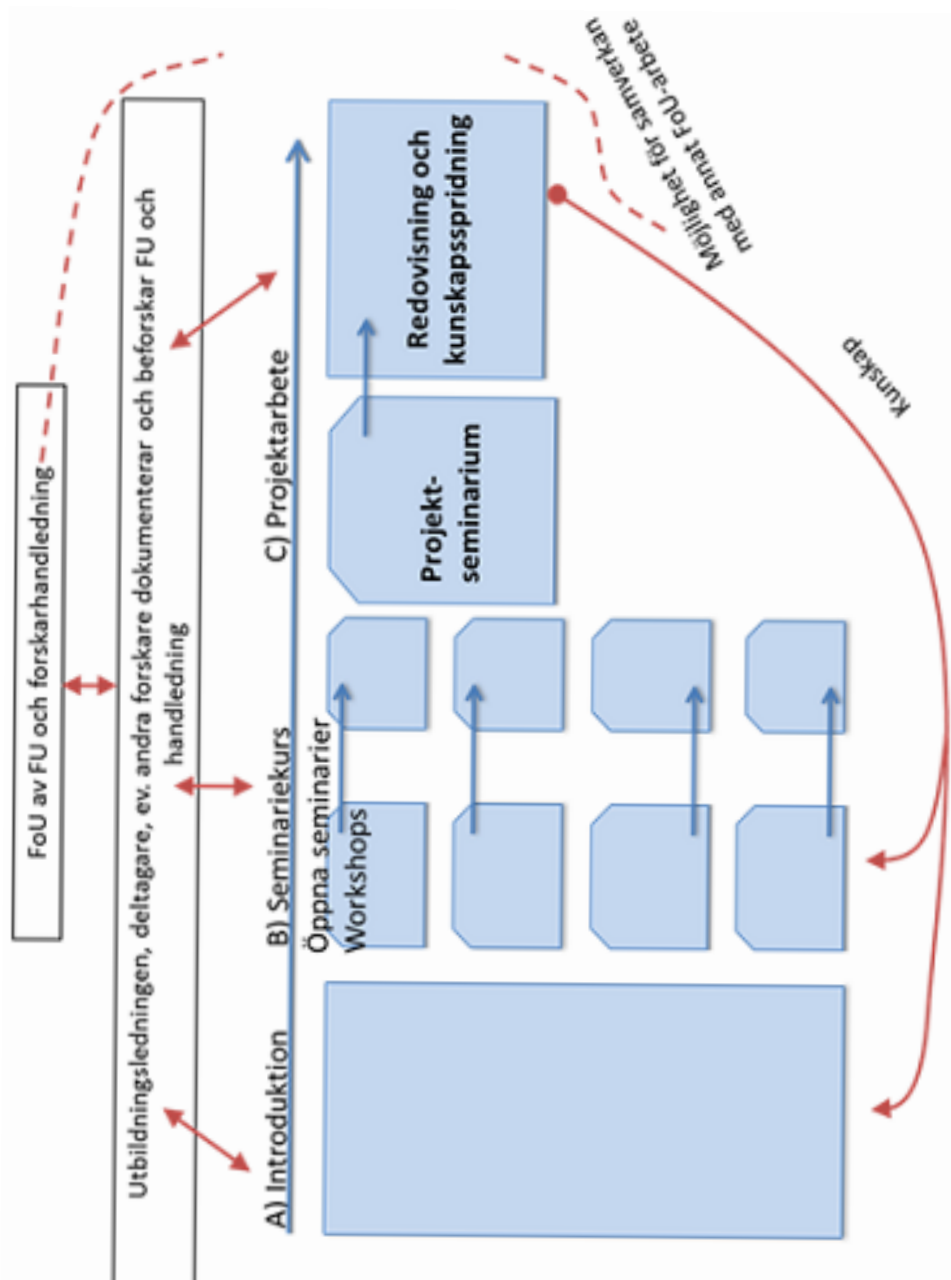 FoU av FU och forskarhandledning
Utbildningsledningen, deltagare, ev. andra forskare dokumenterar och beforskar FU och
handledning
A) Introduktion
B) Seminariekurs
C) Projektarbete
Öppna seminarier
Workshops
Projekt-
seminarium
Redovisning och
kunskapsspridning
Möjlighet för samverkan
med annat FoU-arbete
Kunskap